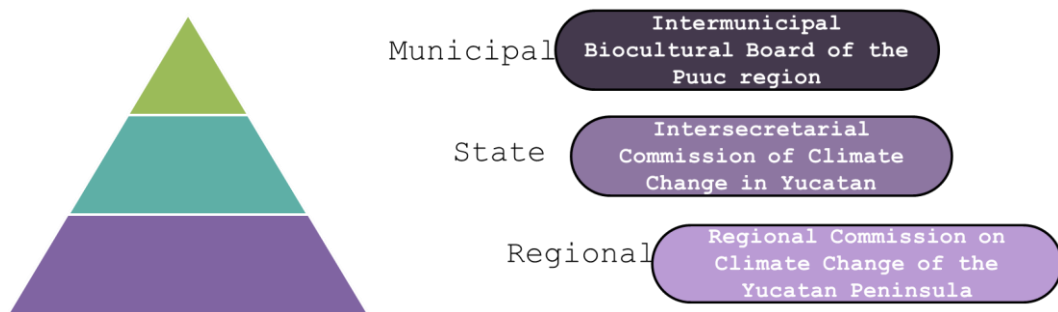 Municipal
Intermunicipal
Biocultural Board of the
Puuc region
State
Intersecretarial
Commission of Climate
Change in Yucatan
Regional
Regional Commission on
Climate Change of the
Yucatan Peninsula